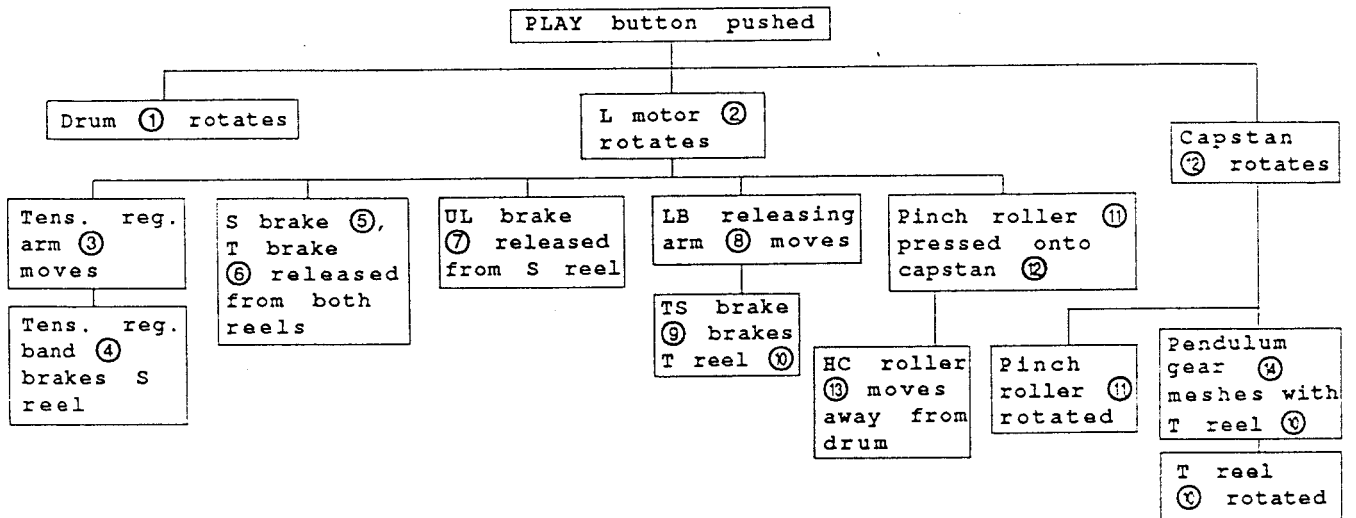 PLAY button pushed
Drum ① rotates
L motor ②
rotates
Capstan
⑫ rotates
Tens. reg.
arm ③
moves
S brake ⑤,
T brake
⑥ released
from both
reels
UL brake
⑦ released
from S reel
LB releasing
arm ⑧ moves
Pinch roller ⑪
pressed onto
capstan ⑫
Tens. reg.
band ④
brakes S
reel
TS brake
⑨ brakes
T reel ⑩
HC roller
⑬ moves
away from
drum
Pinch
roller ⑪
rotated
Pendulum
gear ⑭
meshes with
T reel ⑩
T reel
⑩ rotated